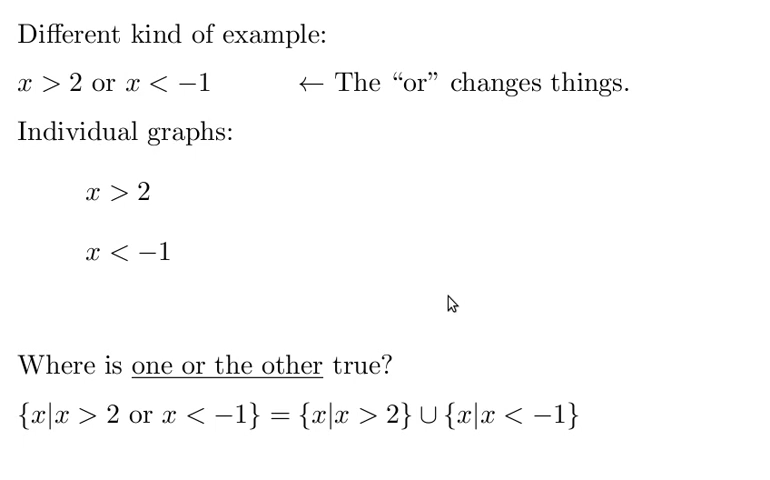 Different kind of example:
x > 2 or x < −1 ← The “or” changes things.
Individual graphs:
x > 2
x < −1
Where is one or the other true?
{x|x > 2 or x < −1} = {x|x > 2} ∪ {x|x < −1}